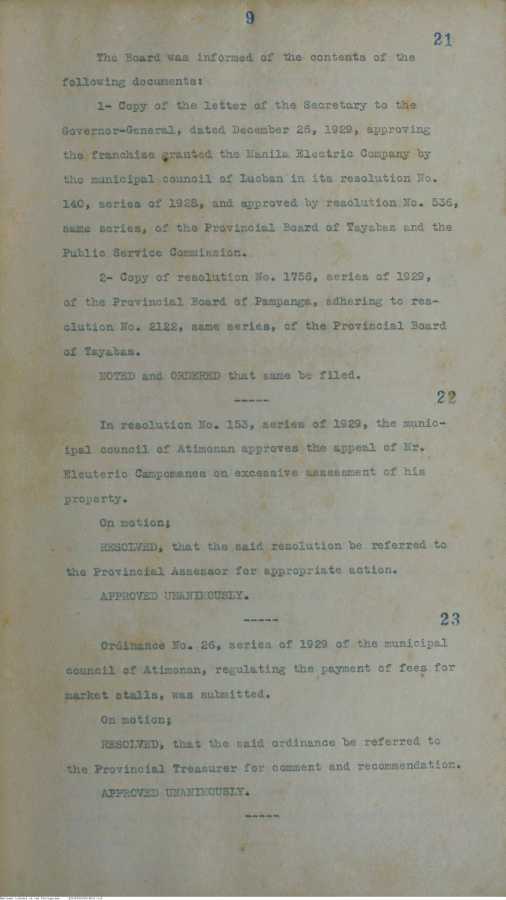 9
21
The Board was informed of the contents of the
following documents:
1- Copy of the letter of the Secretary to the
Governor-General, dated December 26, 1929, approving
the franchise granted the Manila Electric Company by
the municipal council of Lucban in its resolution No.
140, series of 1928, and approved by resolution No. 536,
same series, of the Provincial Board of Tayabas and the
Public Service Commission.
2- Copy of resolution No. 1756, series of 1929,
of the Provincial Board of Pampanga, adhering to res-
olution No. 2122, same series, of the Provincial Board
of Tayabas.
NOTED and ORDERED that same be filed.
-----
22
In resolution No. 153, series of 1929, the munic-
ipal council of Atimonan approves the appeal of Mr.
Eleuterio Campomanes on excessive assessment of his
property.
On motion;
RESOLVED, that the said resolution be referred to
the Provincial Assessor for appropriate action.
APPROVED UNANIMOUSLY.
-----
23
Ordinance No. 26, series of 1929 of the municipal
council of Atimonan, regulating the payment of fees for
market stalls, was submitted.
On motion;
RESOLVED, that the said ordinance be referred to
the Provincial Treasurer for comment and recommendation.
APPROVED UNANIMOUSLY.
-----
National Library of the Philippines